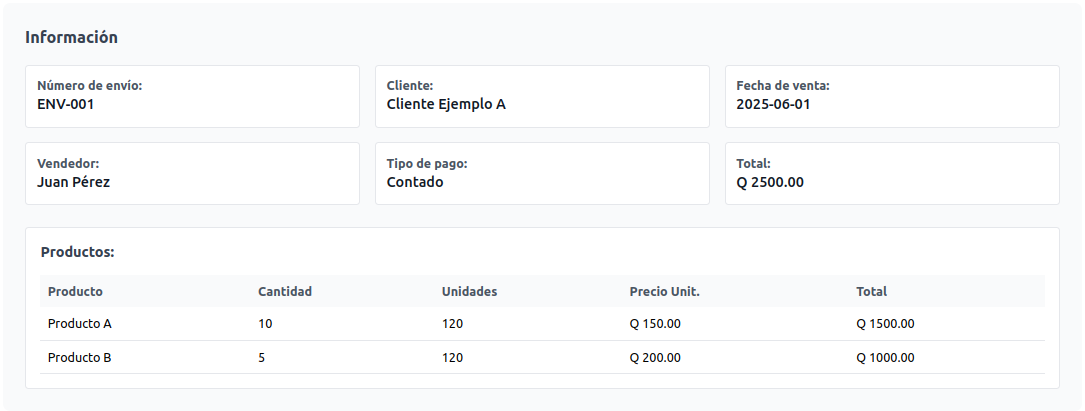 Información
Número de envío: Cliente: Fecha de venta:
ENV-001 Cliente Ejemplo A 2025-06-01
Vendedor: Tipo de pago: Total:
Juan Pérez Contado Q 2500.00
Productos:
Producto Cantidad Unidades Precio Unit. Total
Producto A 10 120 Q 150.00 Q 1500.00
Producto B 5 120 Q 200.00 Q 1000.00